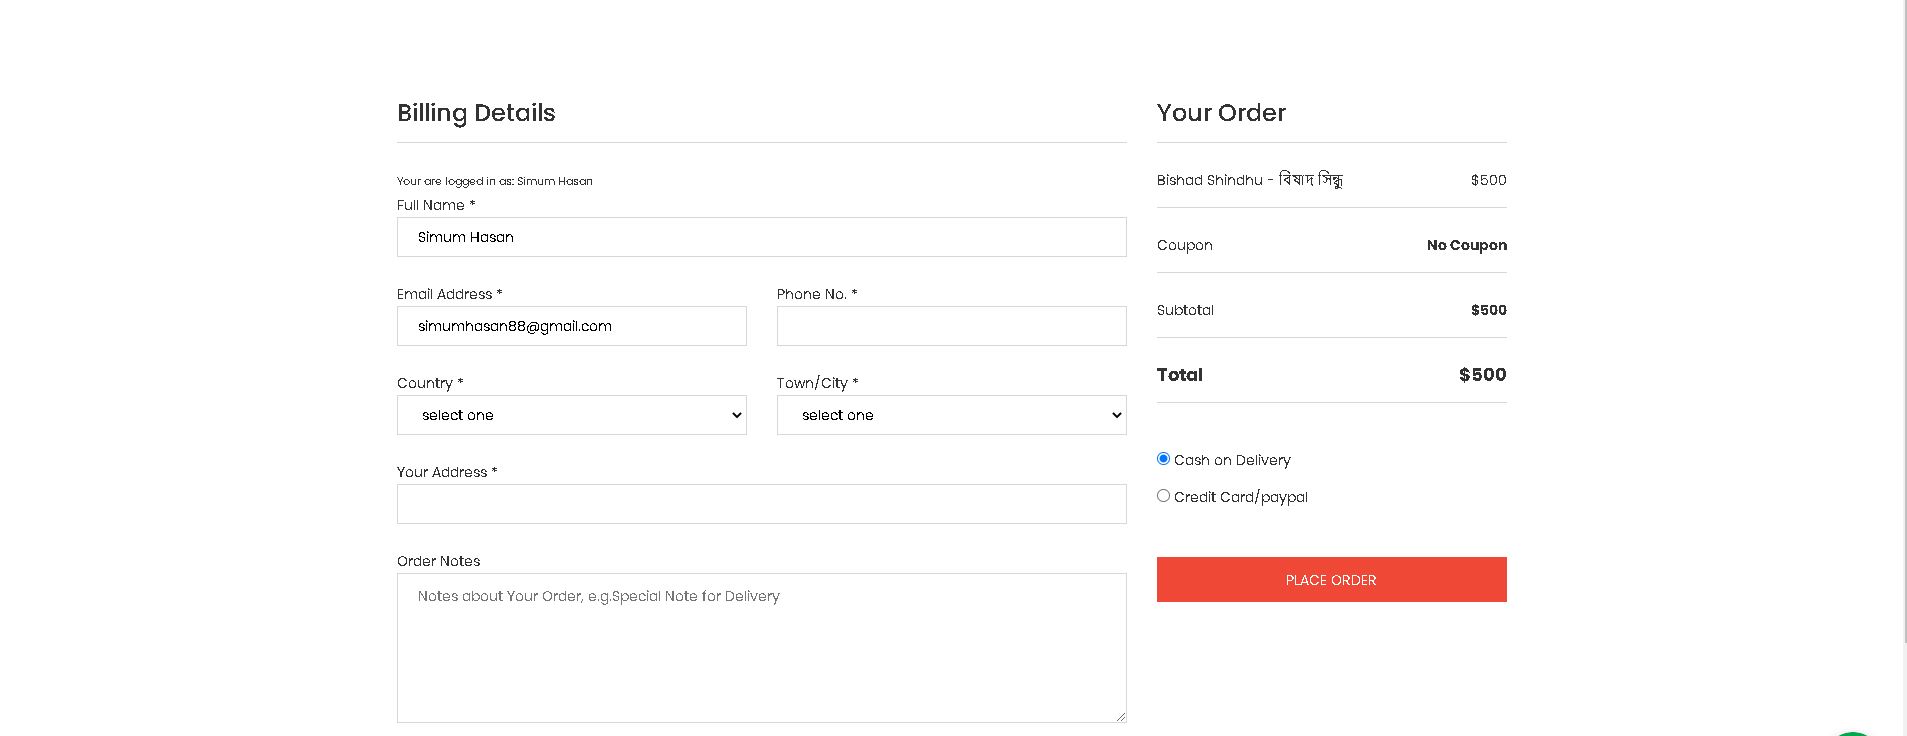 Billing Details
Your are logged in as: Simum Hasan
Full Name *
Simum Hasan
Email Address *
Phone No. *
simumhasan88@gmail.com
Country *
Town/City *
select one
select one
Your Address *
Order Notes
Notes about Your Order, e.g.Special Note for Delivery
Your Order
Bishad Shindhu - বিষাদ সিন্ধু $500
Coupon No Coupon
Subtotal $500
Total $500
Cash on Delivery
Credit Card/paypal
PLACE ORDER